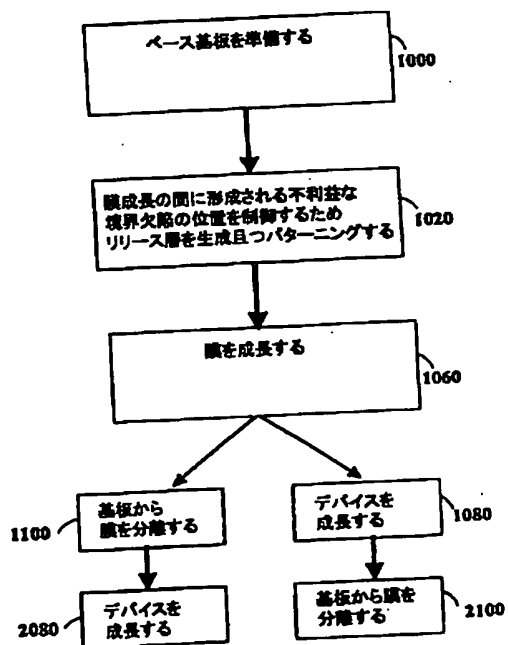 ベース基板を準備する
1000
膜成長の間に形成される不利益な
境界欠陥の位置を制御するため
リリース層を生成且つパターニングする
1020
膜を成長する
1060
基板から
膜を分離する
1100
デバイスを
成長する
1080
デバイスを
成長する
2080
基板から膜を
分離する
2100